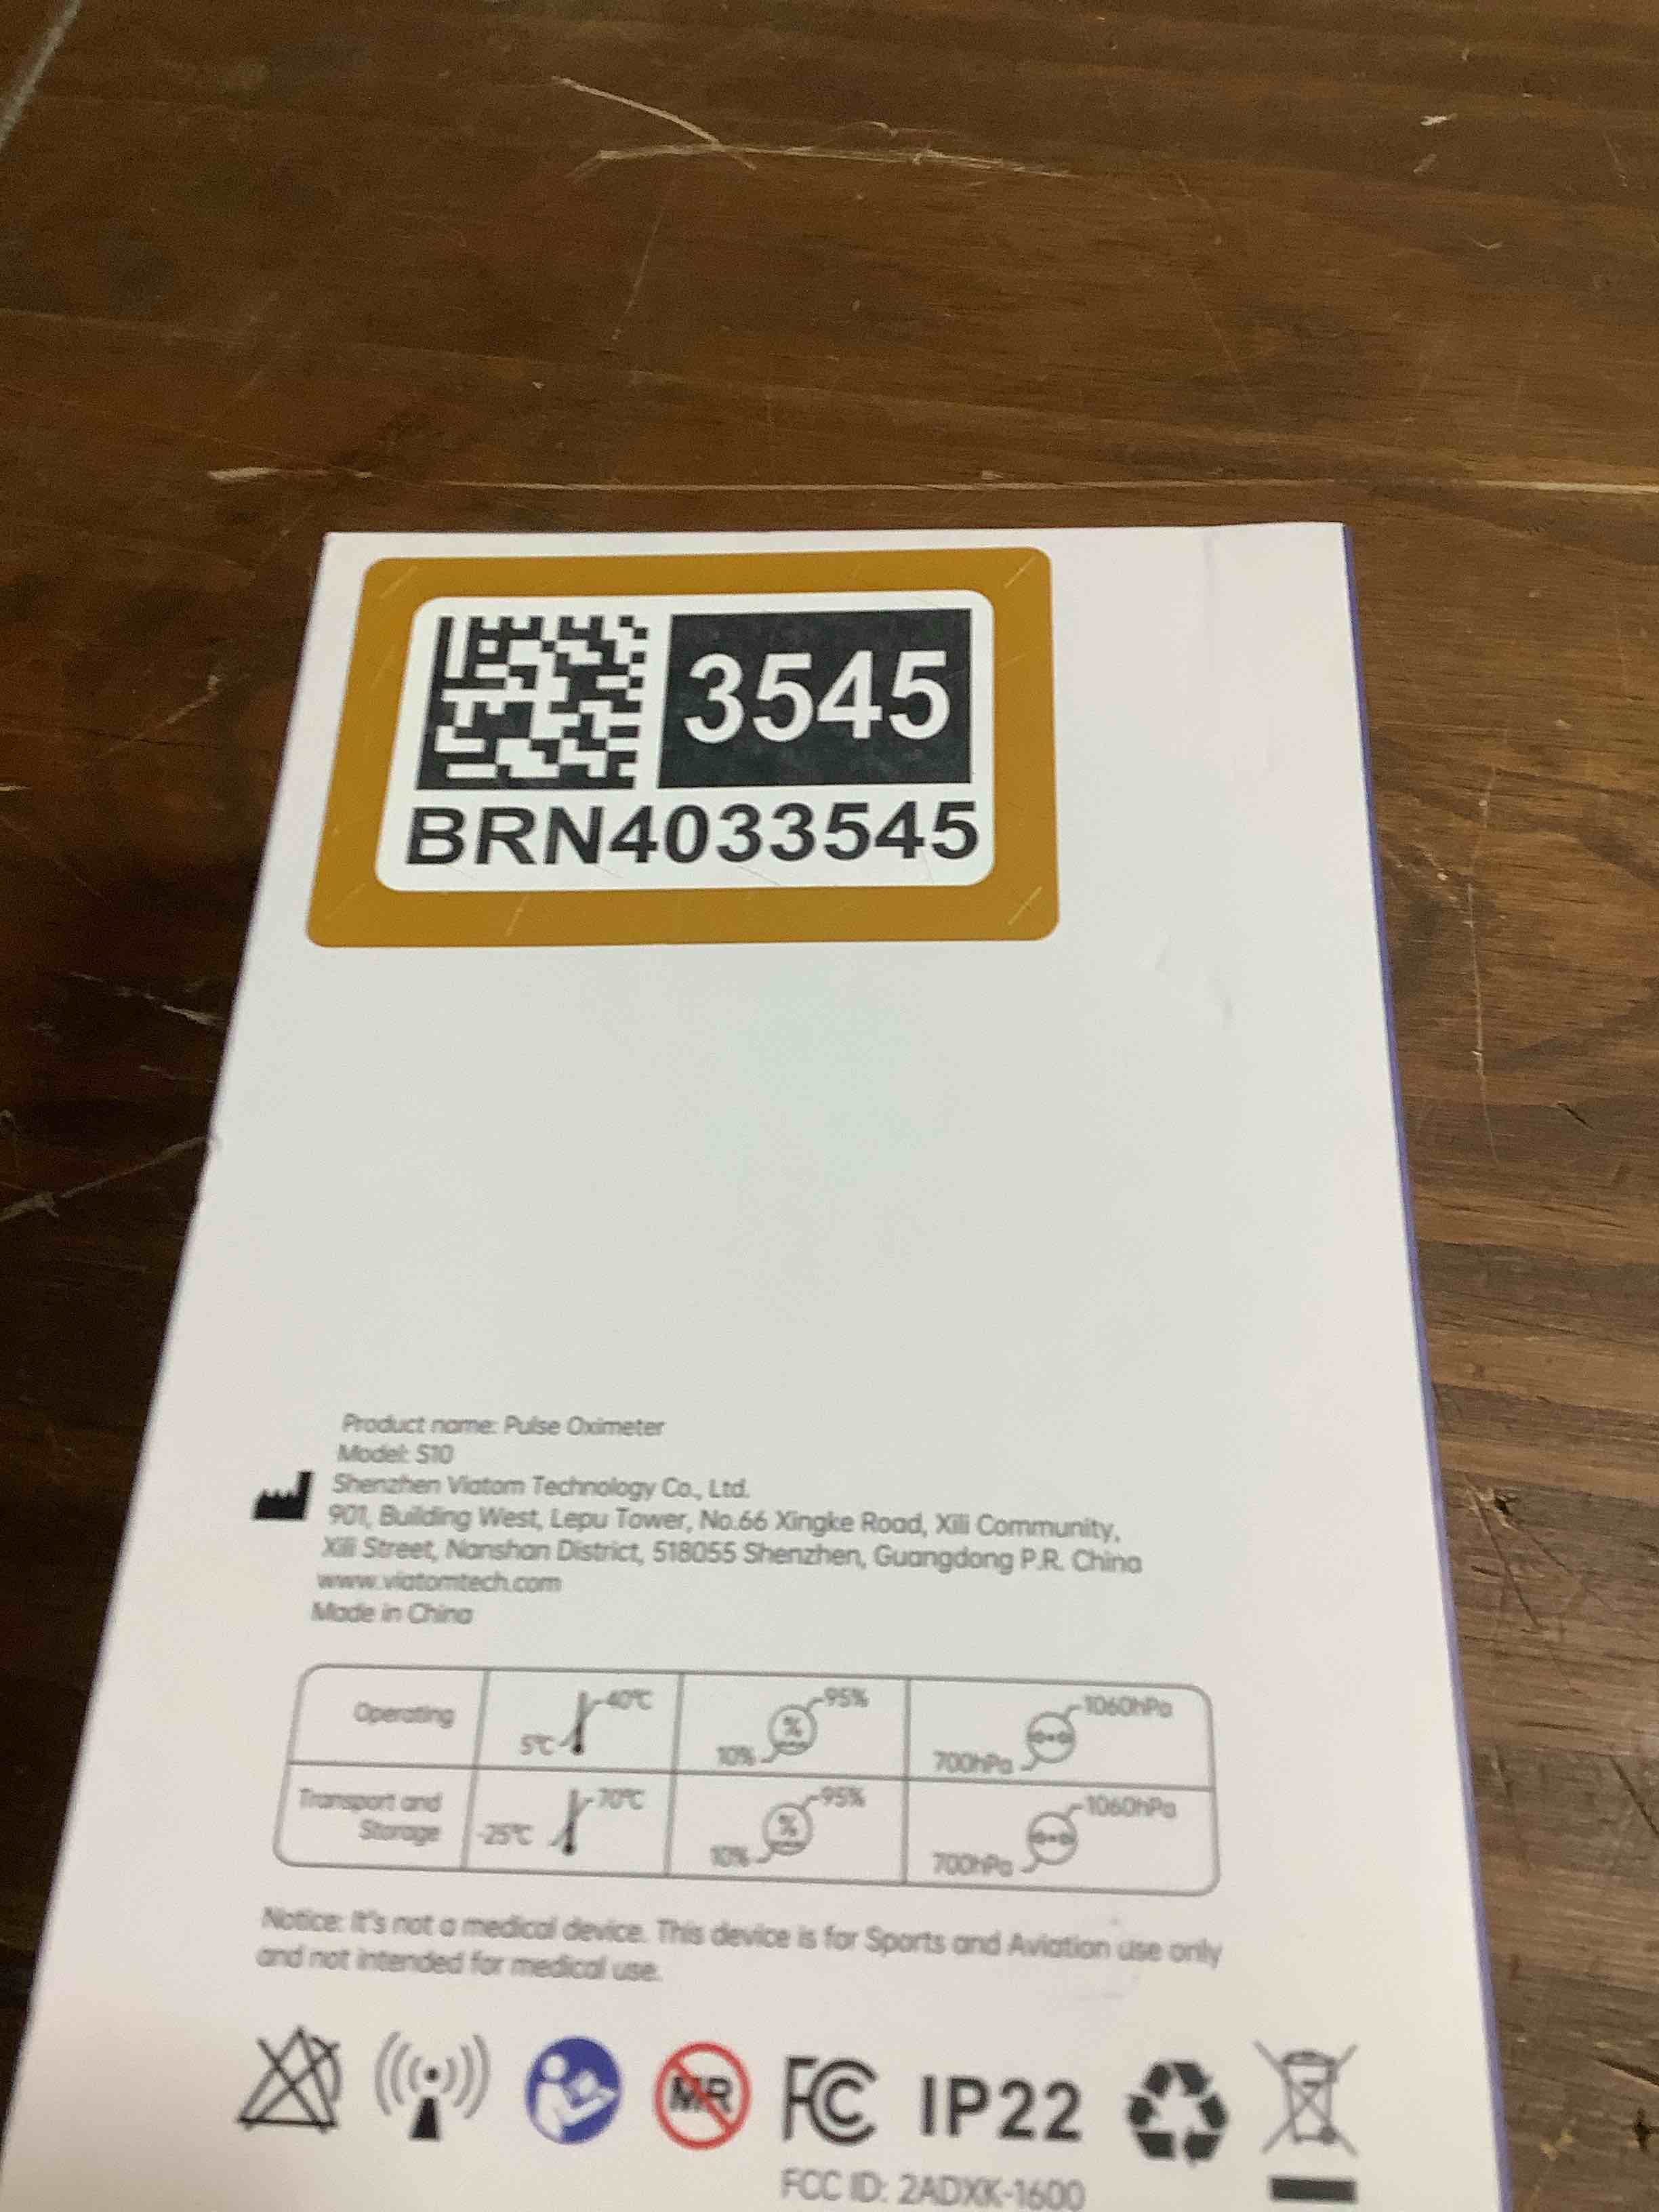 3545
BRN4033545
Product name: Pulse Oximeter
Model: S10
Shenzhen Viatom Technology Co., Ltd.
901, Building West, Lepu Tower, No.66 Xingke Road, Xili Community,
Xili Street, Nanshan District, 518055 Shenzhen, Guangdong P.R. China
www.viatomtech.com
Made in China
Operating 5℃ 40℃ 10% % 95% 700hPa 1060hPa
Transport and Storage -25℃ 70℃ 10% % 95% 700hPa 1060hPa
Notice: It's not a medical device. This device is for Sports and Aviation use only
and not intended for medical use.
MR FC IP22
FCC ID: 2ADXK-1600